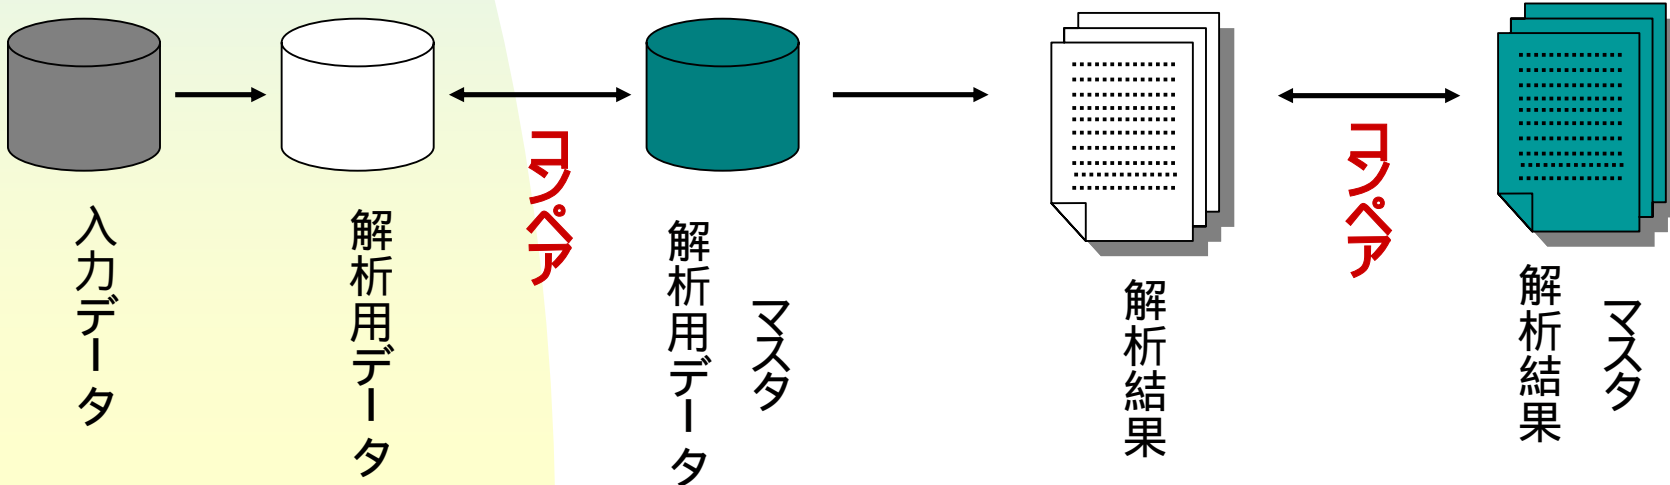 入力データ
解析用データ
コンペア
マスタ
解析用データ
解析結果
コンペア
マスタ
解析結果